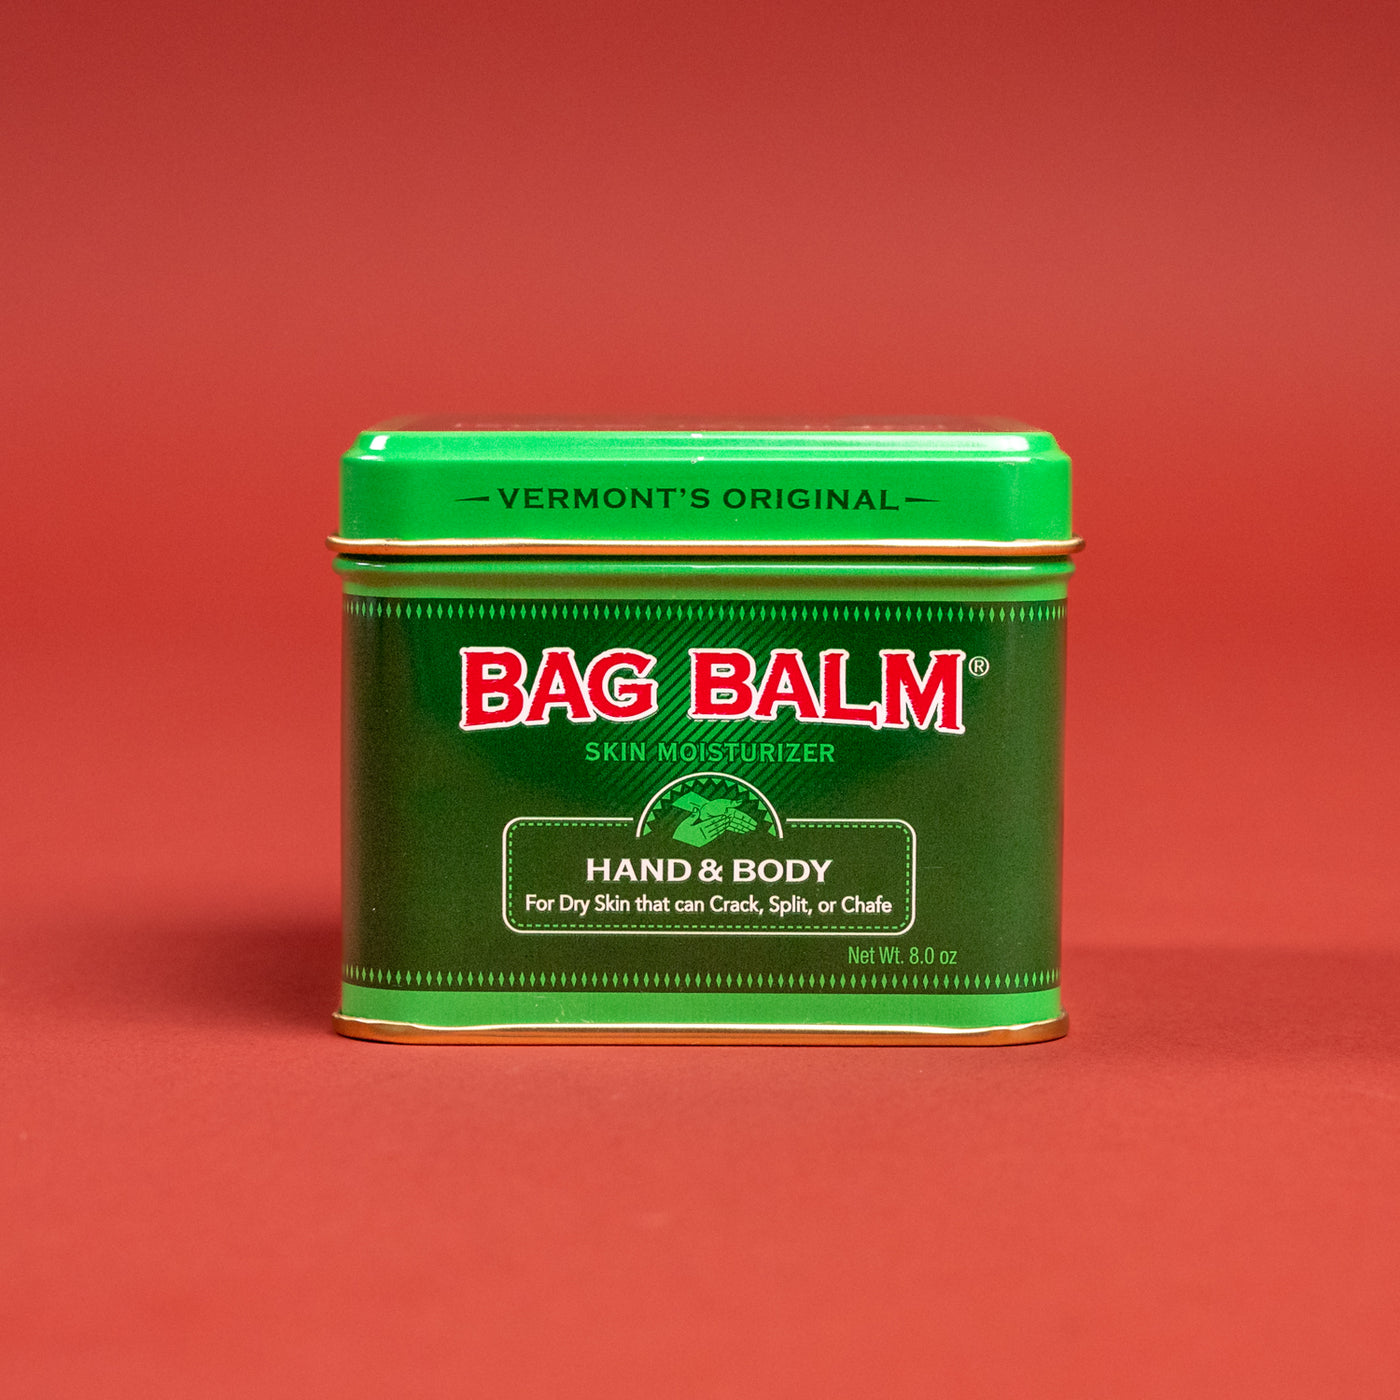 VERMONT'S ORIGINAL
BAG BALM®
SKIN MOISTURIZER
HAND & BODY
For Dry Skin that can Crack, Split, or Chafe
Net Wt. 8.0 oz